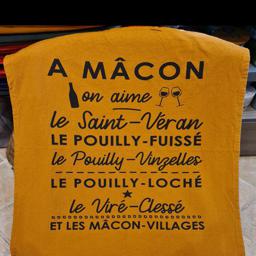 A MÂCON
on aime
le Saint-Véran
LE POUILLY-FUISSÉ
le Pouilly-Vinzelles
LE POUILLY-LOCHÉ
le Viré-Clessé
ET LES MÂCON-VILLAGES